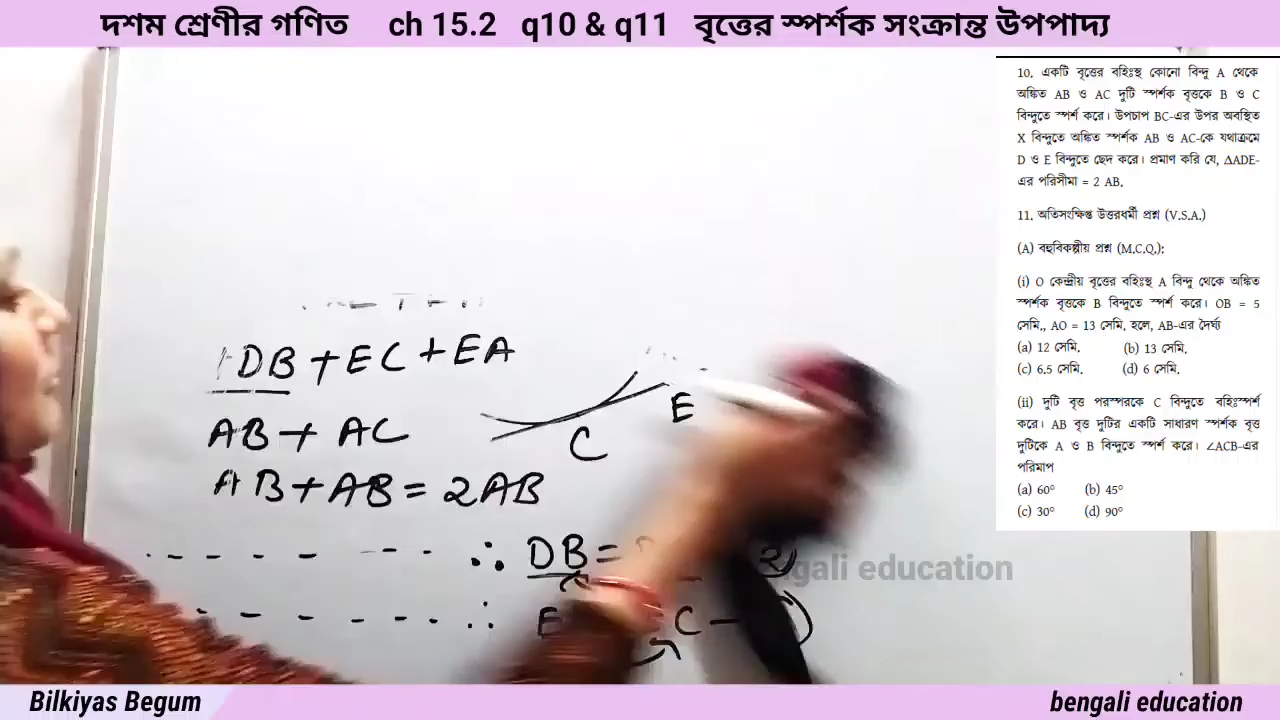 দশম শ্রেণীর গণিত ch 15.2 q10 & q11 বৃত্তের স্পর্শক সংক্রান্ত উপপাদ্য
10. একটি বৃত্তের বহিঃস্থ কোনো বিন্দু A থেকে
অঙ্কিত AB ও AC দুটি স্পর্শক বৃত্তকে B ও C
বিন্দুতে স্পর্শ করে। উপচাপ BC-এর উপর অবস্থিত
X বিন্দুতে অঙ্কিত স্পর্শক AB ও AC-কে যথাক্রমে
D ও E বিন্দুতে ছেদ করে। প্রমাণ করি যে, ΔADE-
এর পরিসীমা = 2 AB.
11. অতিসংক্ষিপ্ত উত্তরধর্মী প্রশ্ন (V.S.A.)
(A) বহুবিকল্পীয় প্রশ্ন (M.C.Q.):
(i) O কেন্দ্রীয় বৃত্তের বহিঃস্থ A বিন্দু থেকে অঙ্কিত
স্পর্শক বৃত্তকে B বিন্দুতে স্পর্শ করে। OB = 5
সেমি., AO = 13 সেমি. হলে, AB-এর দৈর্ঘ্য
(a) 12 সেমি. (b) 13 সেমি.
(c) 6.5 সেমি. (d) 6 সেমি.
(ii) দুটি বৃত্ত পরস্পরকে C বিন্দুতে বহিঃস্পর্শ
করে। AB বৃত্ত দুটির একটি সাধারণ স্পর্শক বৃত্ত
দুটিকে A ও B বিন্দুতে স্পর্শ করে। ∠ACB-এর
পরিমাপ
(a) 60° (b) 45°
(c) 30° (d) 90°
DB + EC + EA
AB + AC
AB + AB = 2AB
E
C
∴ DB =
bengali education
Bilkiyas Begum
bengali education